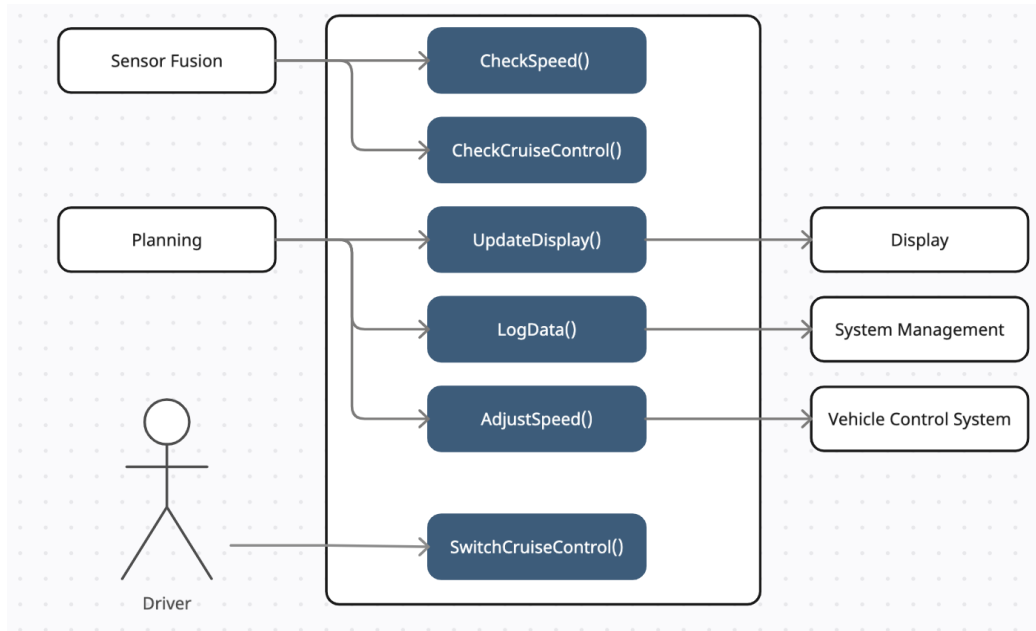 Sensor Fusion
CheckSpeed()
CheckCruiseControl()
Planning
UpdateDisplay()
Display
LogData()
System Management
AdjustSpeed()
Vehicle Control System
SwitchCruiseControl()
Driver